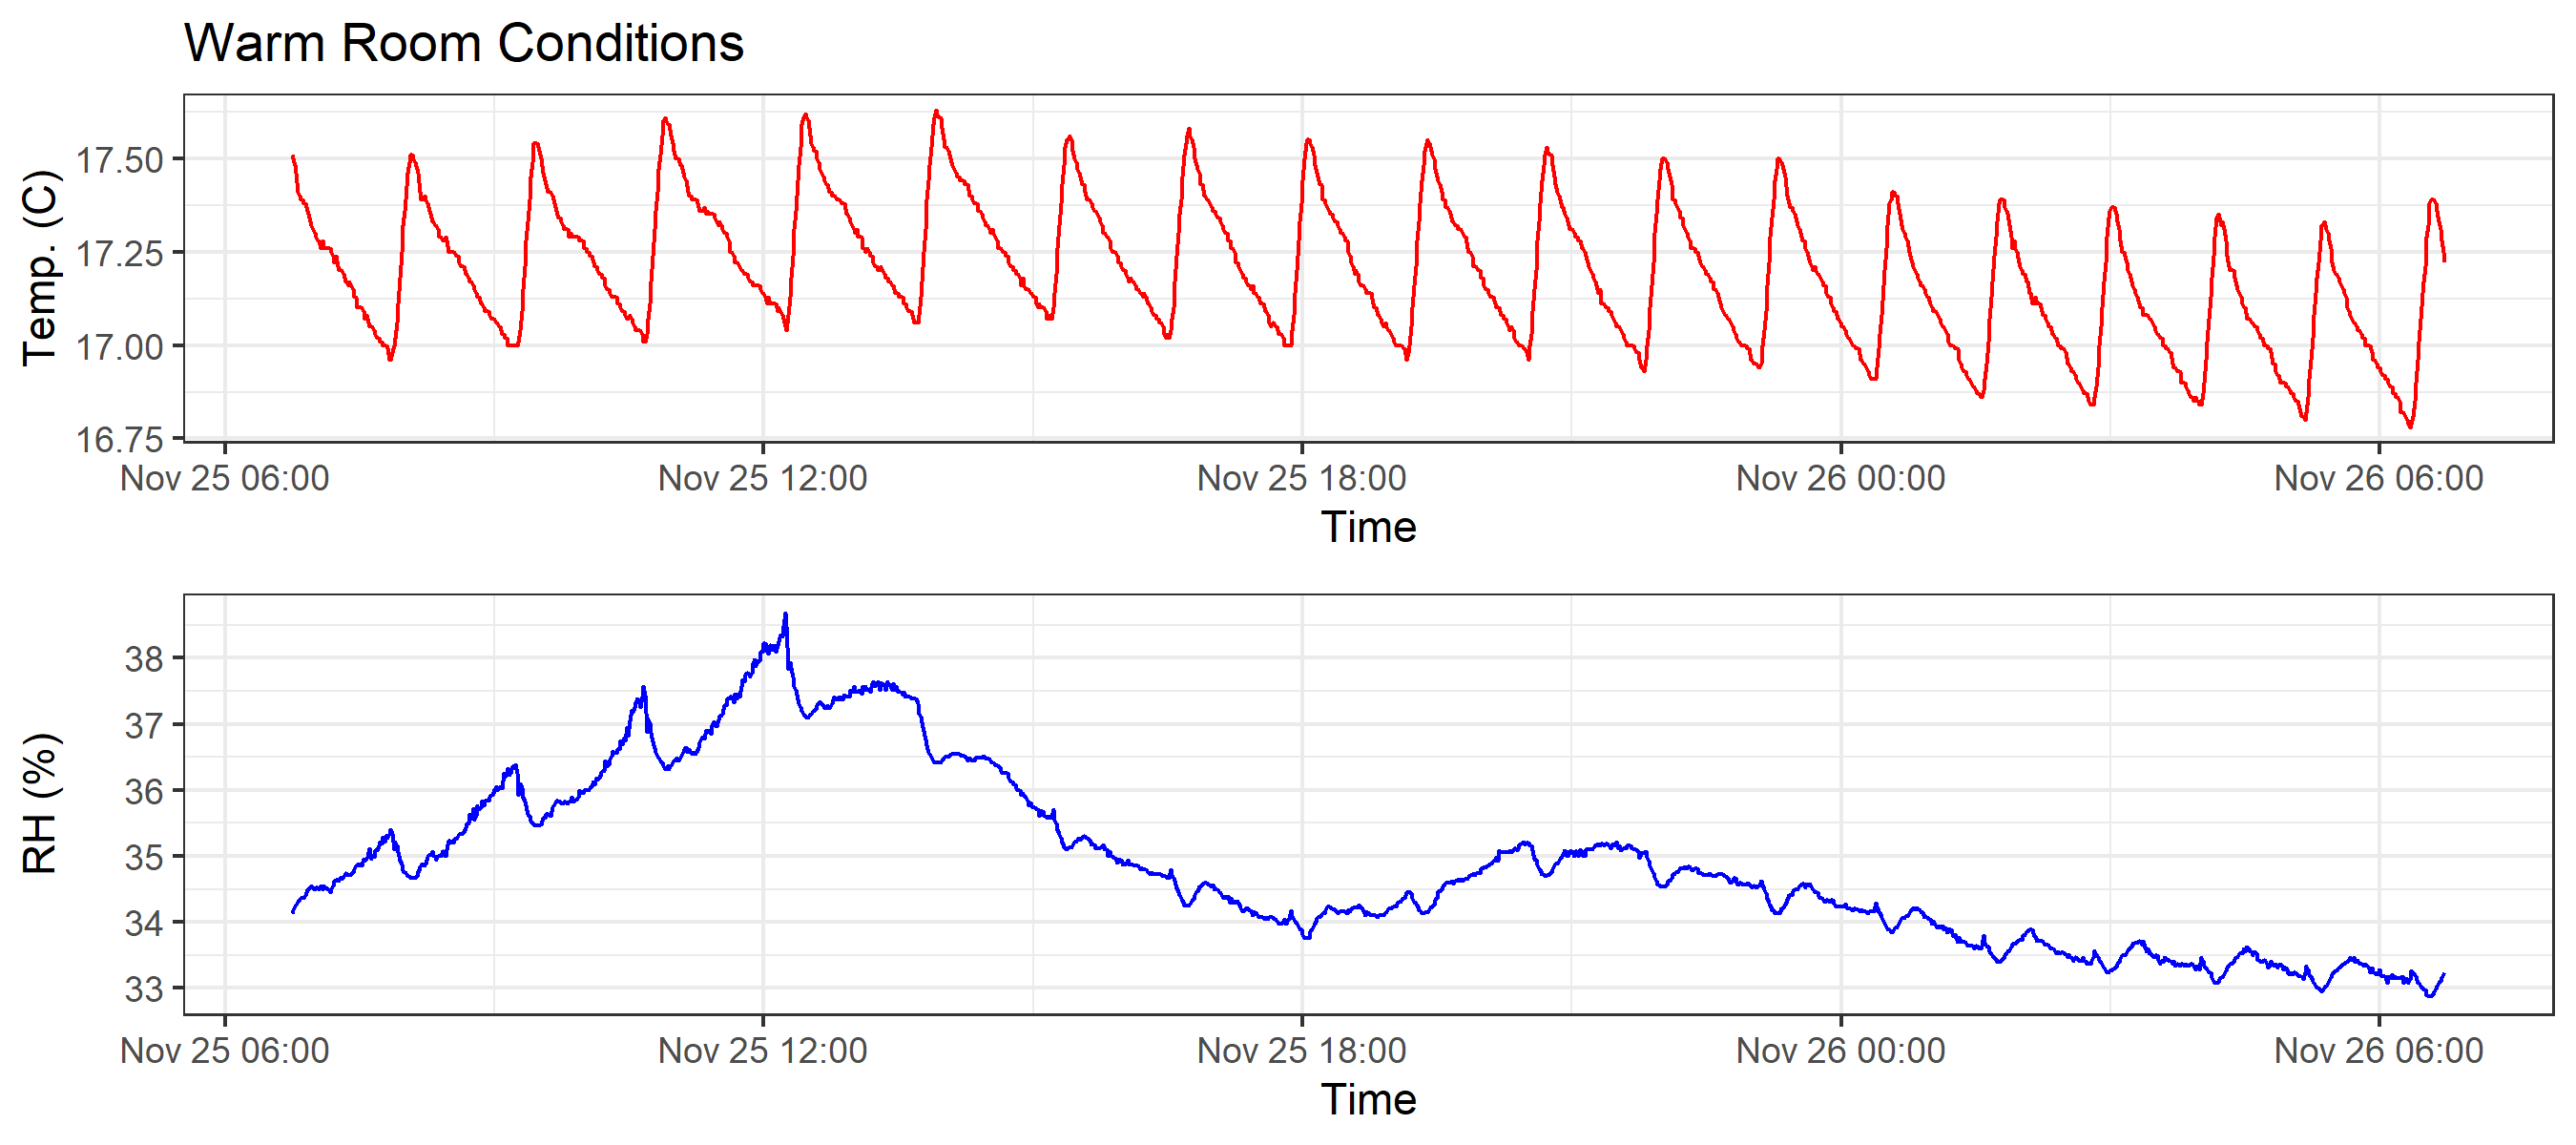 Warm Room Conditions
Temp. (C)
17.50
17.25
17.00
16.75
Nov 25 06:00 Nov 25 12:00 Nov 25 18:00 Nov 26 00:00 Nov 26 06:00
Time
RH (%)
38
37
36
35
34
33
Nov 25 06:00 Nov 25 12:00 Nov 25 18:00 Nov 26 00:00 Nov 26 06:00
Time